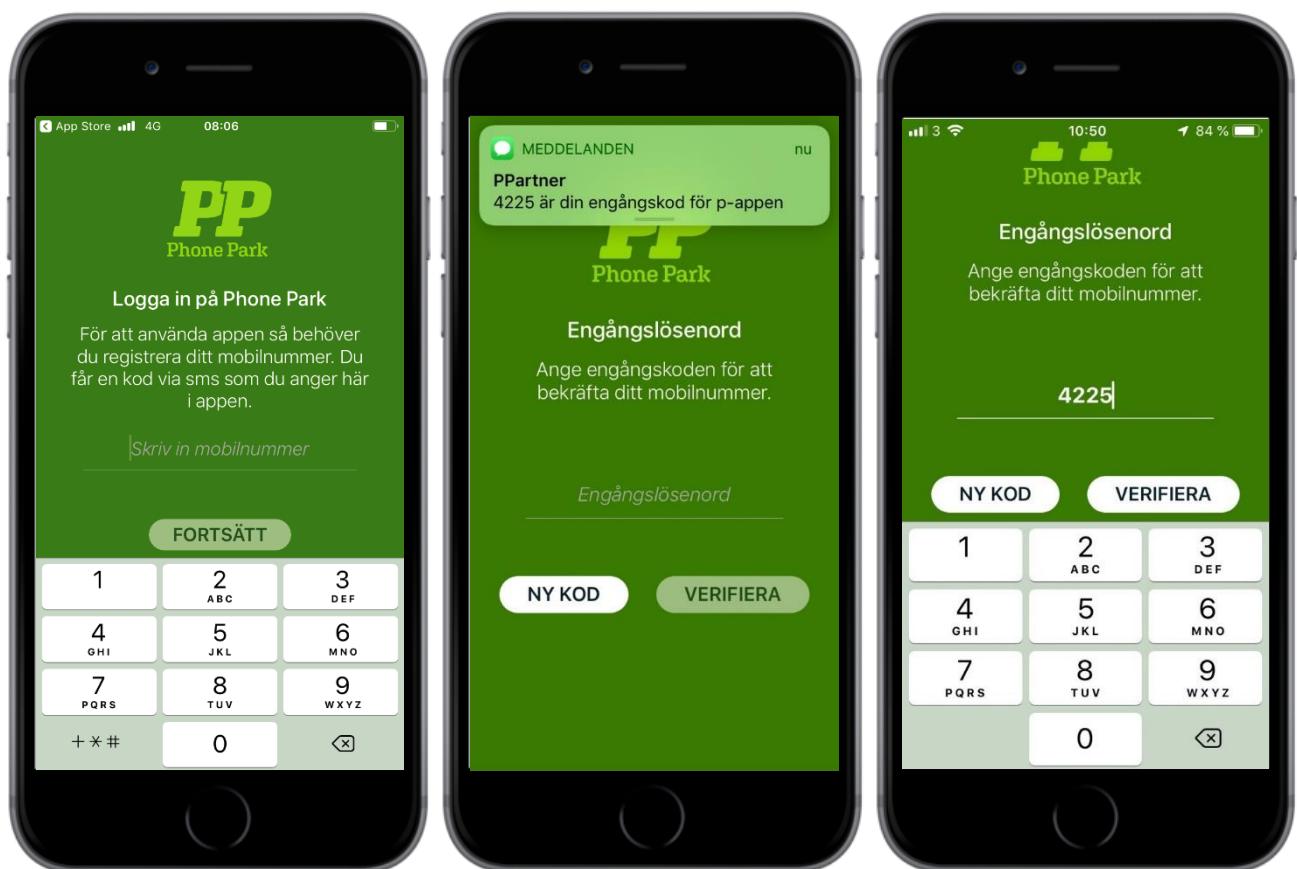 App Store 4G 08:06
PP
Phone Park
Logga in på Phone Park
För att använda appen så behöver
du registrera ditt mobilnummer. Du
får en kod via sms som du anger här
i appen.
Skriv in mobilnummer
FORTSÄTT
1 2 3
ABC DEF
4 5 6
GHI JKL MNO
7 8 9
PQRS TUV WXYZ
+*# 0
MEDDELANDEN nu
PPartner
4225 är din engångskod för p-appen
PP
Phone Park
Engångslösenord
Ange engångskoden för att
bekräfta ditt mobilnummer.
Engångslösenord
NY KOD VERIFIERA
3 10:50 84 %
Phone Park
Engångslösenord
Ange engångskoden för att
bekräfta ditt mobilnummer.
4225
NY KOD VERIFIERA
1 2 3
ABC DEF
4 5 6
GHI JKL MNO
7 8 9
PQRS TUV WXYZ
0